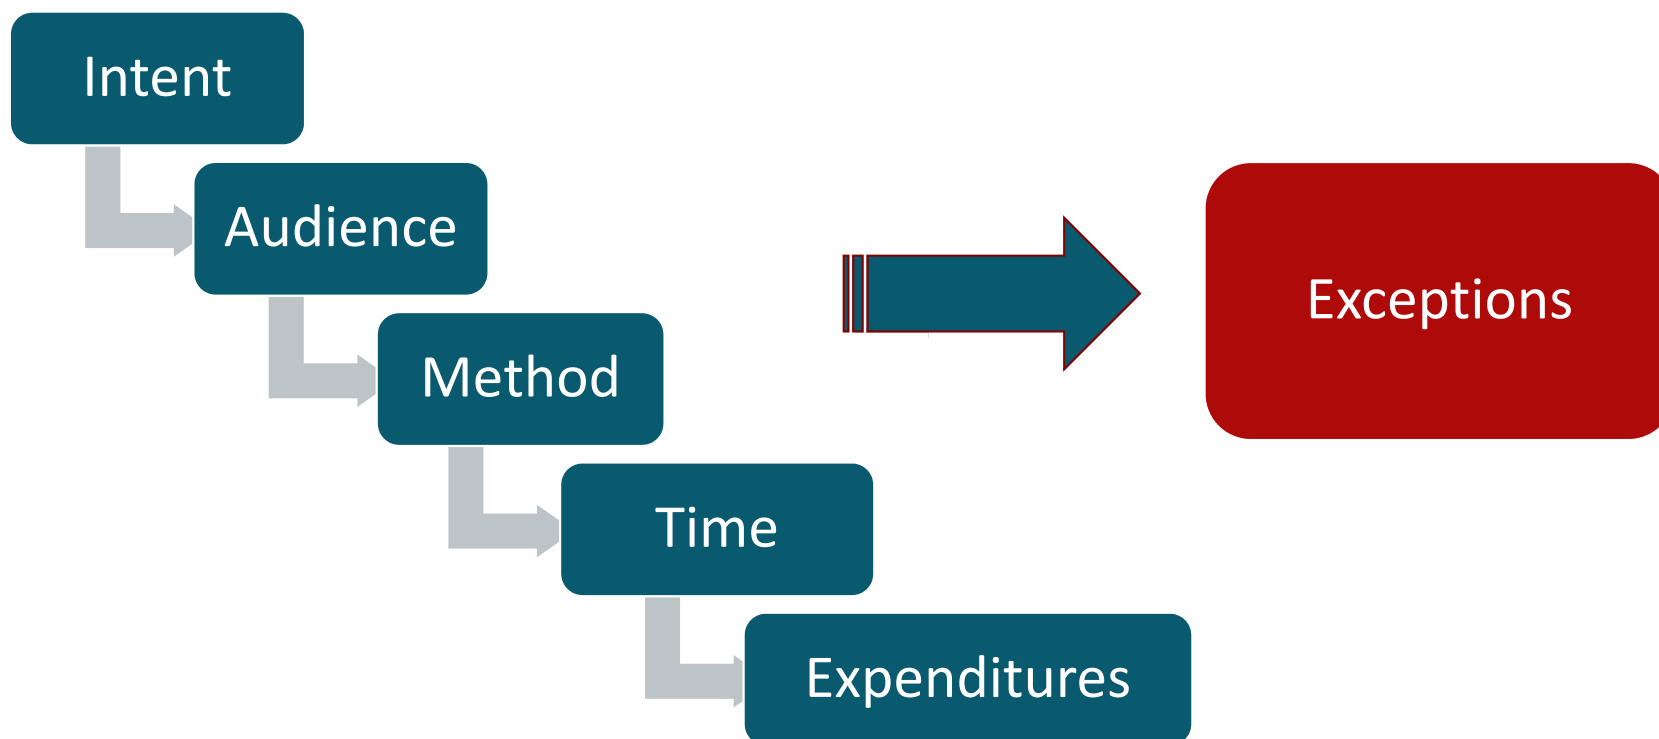 Intent
Audience
Method
Time
Expenditures
Exceptions